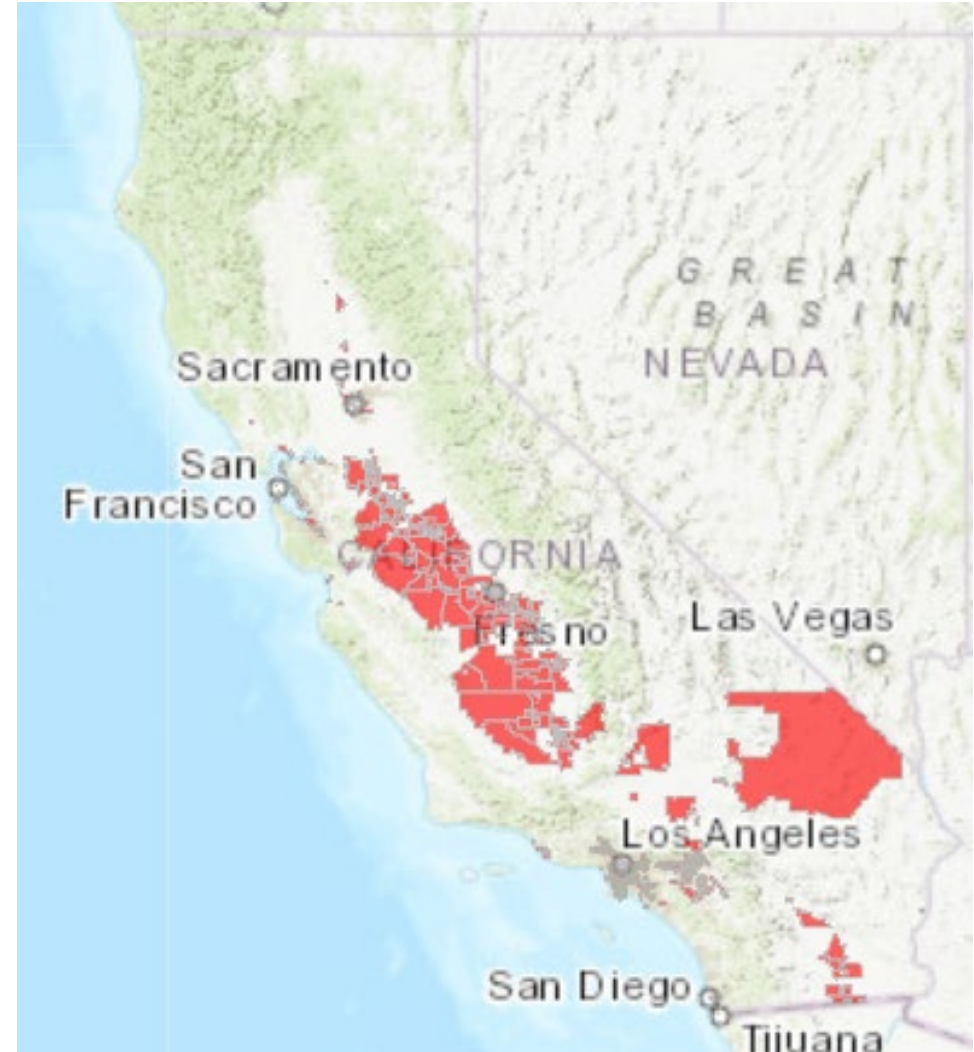 GREAT
BASIN
NEVADA
Sacramento
San
Francisco
CALIFORNIA
Fresno
Las Vegas
Los Angeles
San Diego
Tijuana